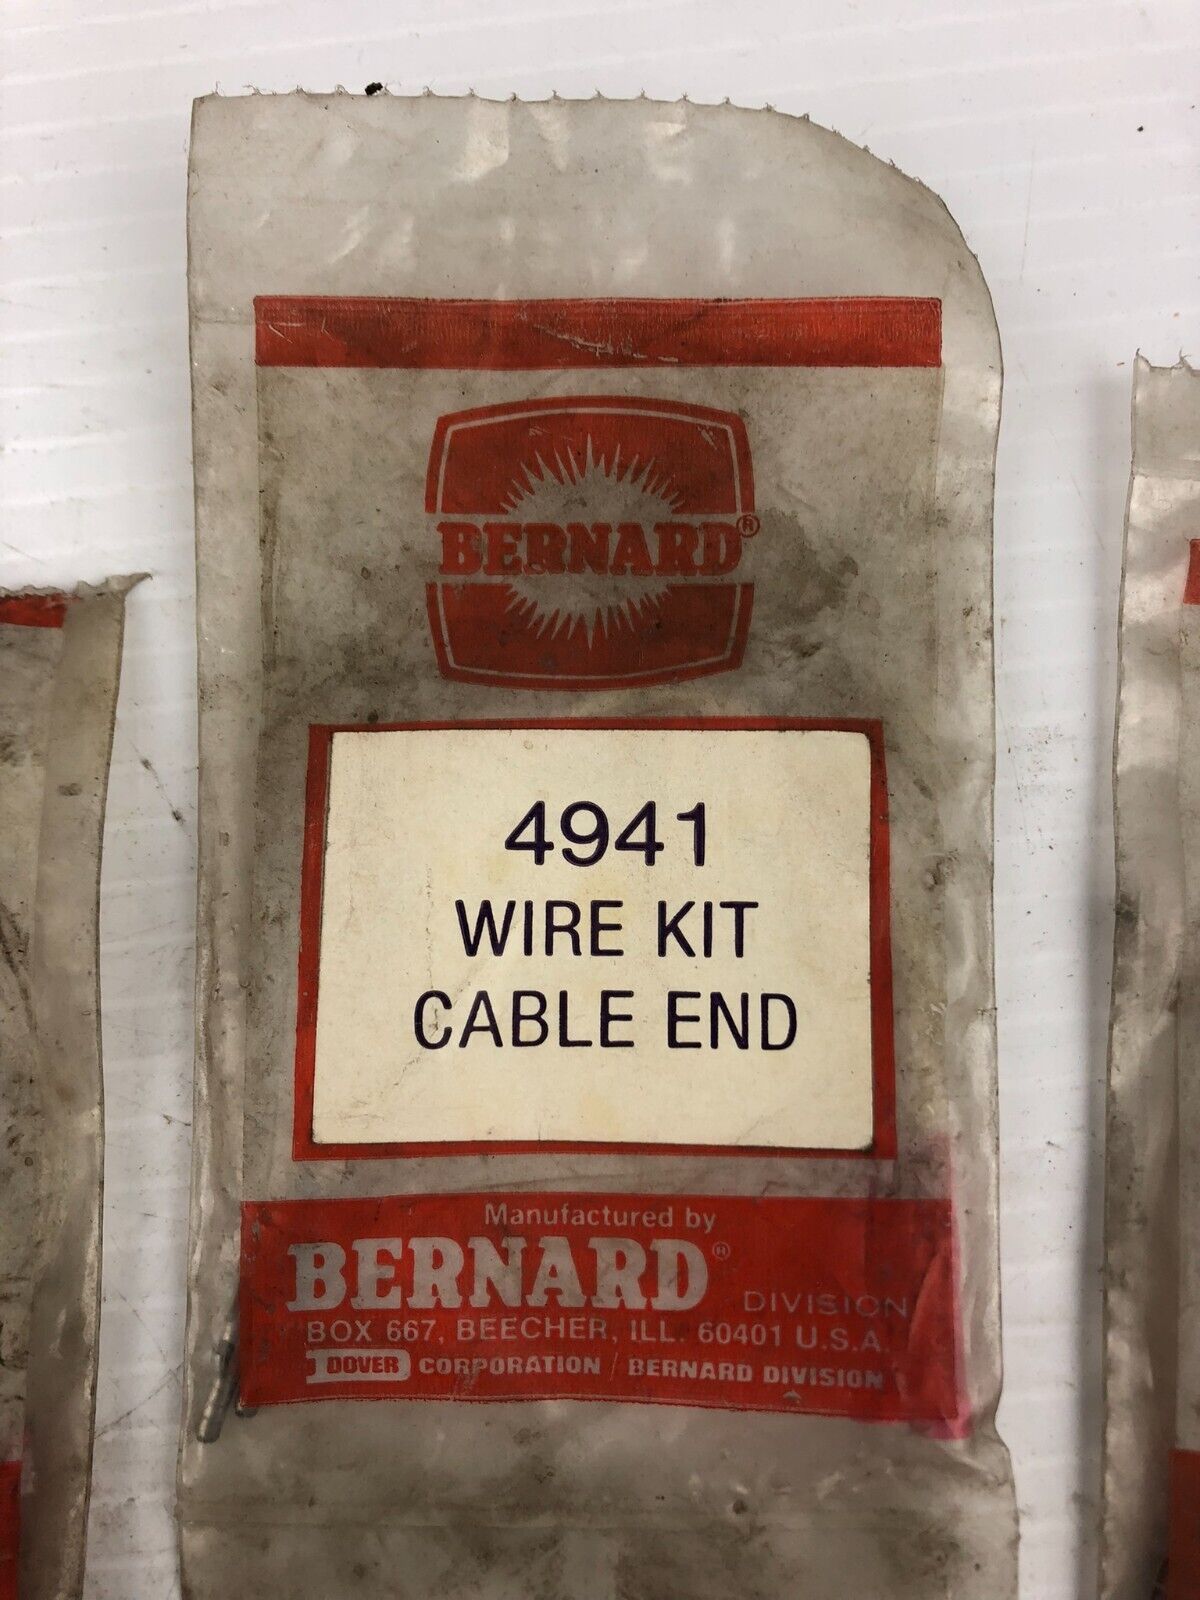 BERNARD®
4941
WIRE KIT
CABLE END
Manufactured by
BERNARD® DIVISION
BOX 667, BEECHER, ILL. 60401 U.S.A.
DOVER CORPORATION / BERNARD DIVISION